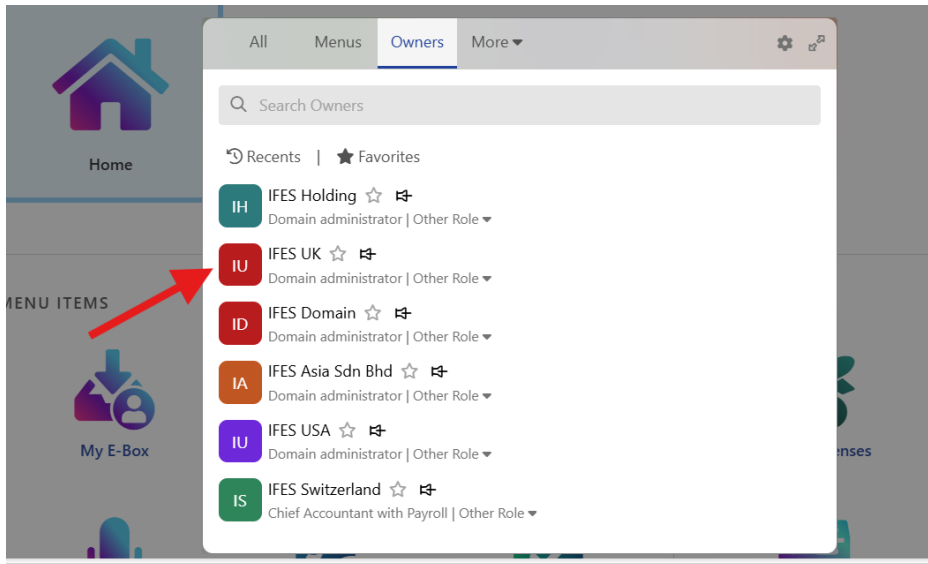 All Menus Owners More
Search Owners
Home
Recents | Favorites
IH IFES Holding
Domain administrator | Other Role
IU IFES UK
Domain administrator | Other Role
MENU ITEMS
ID IFES Domain
Domain administrator | Other Role
IA IFES Asia Sdn Bhd
Domain administrator | Other Role
IU IFES USA
Domain administrator | Other Role
My E-Box
enses
IS IFES Switzerland
Chief Accountant with Payroll | Other Role